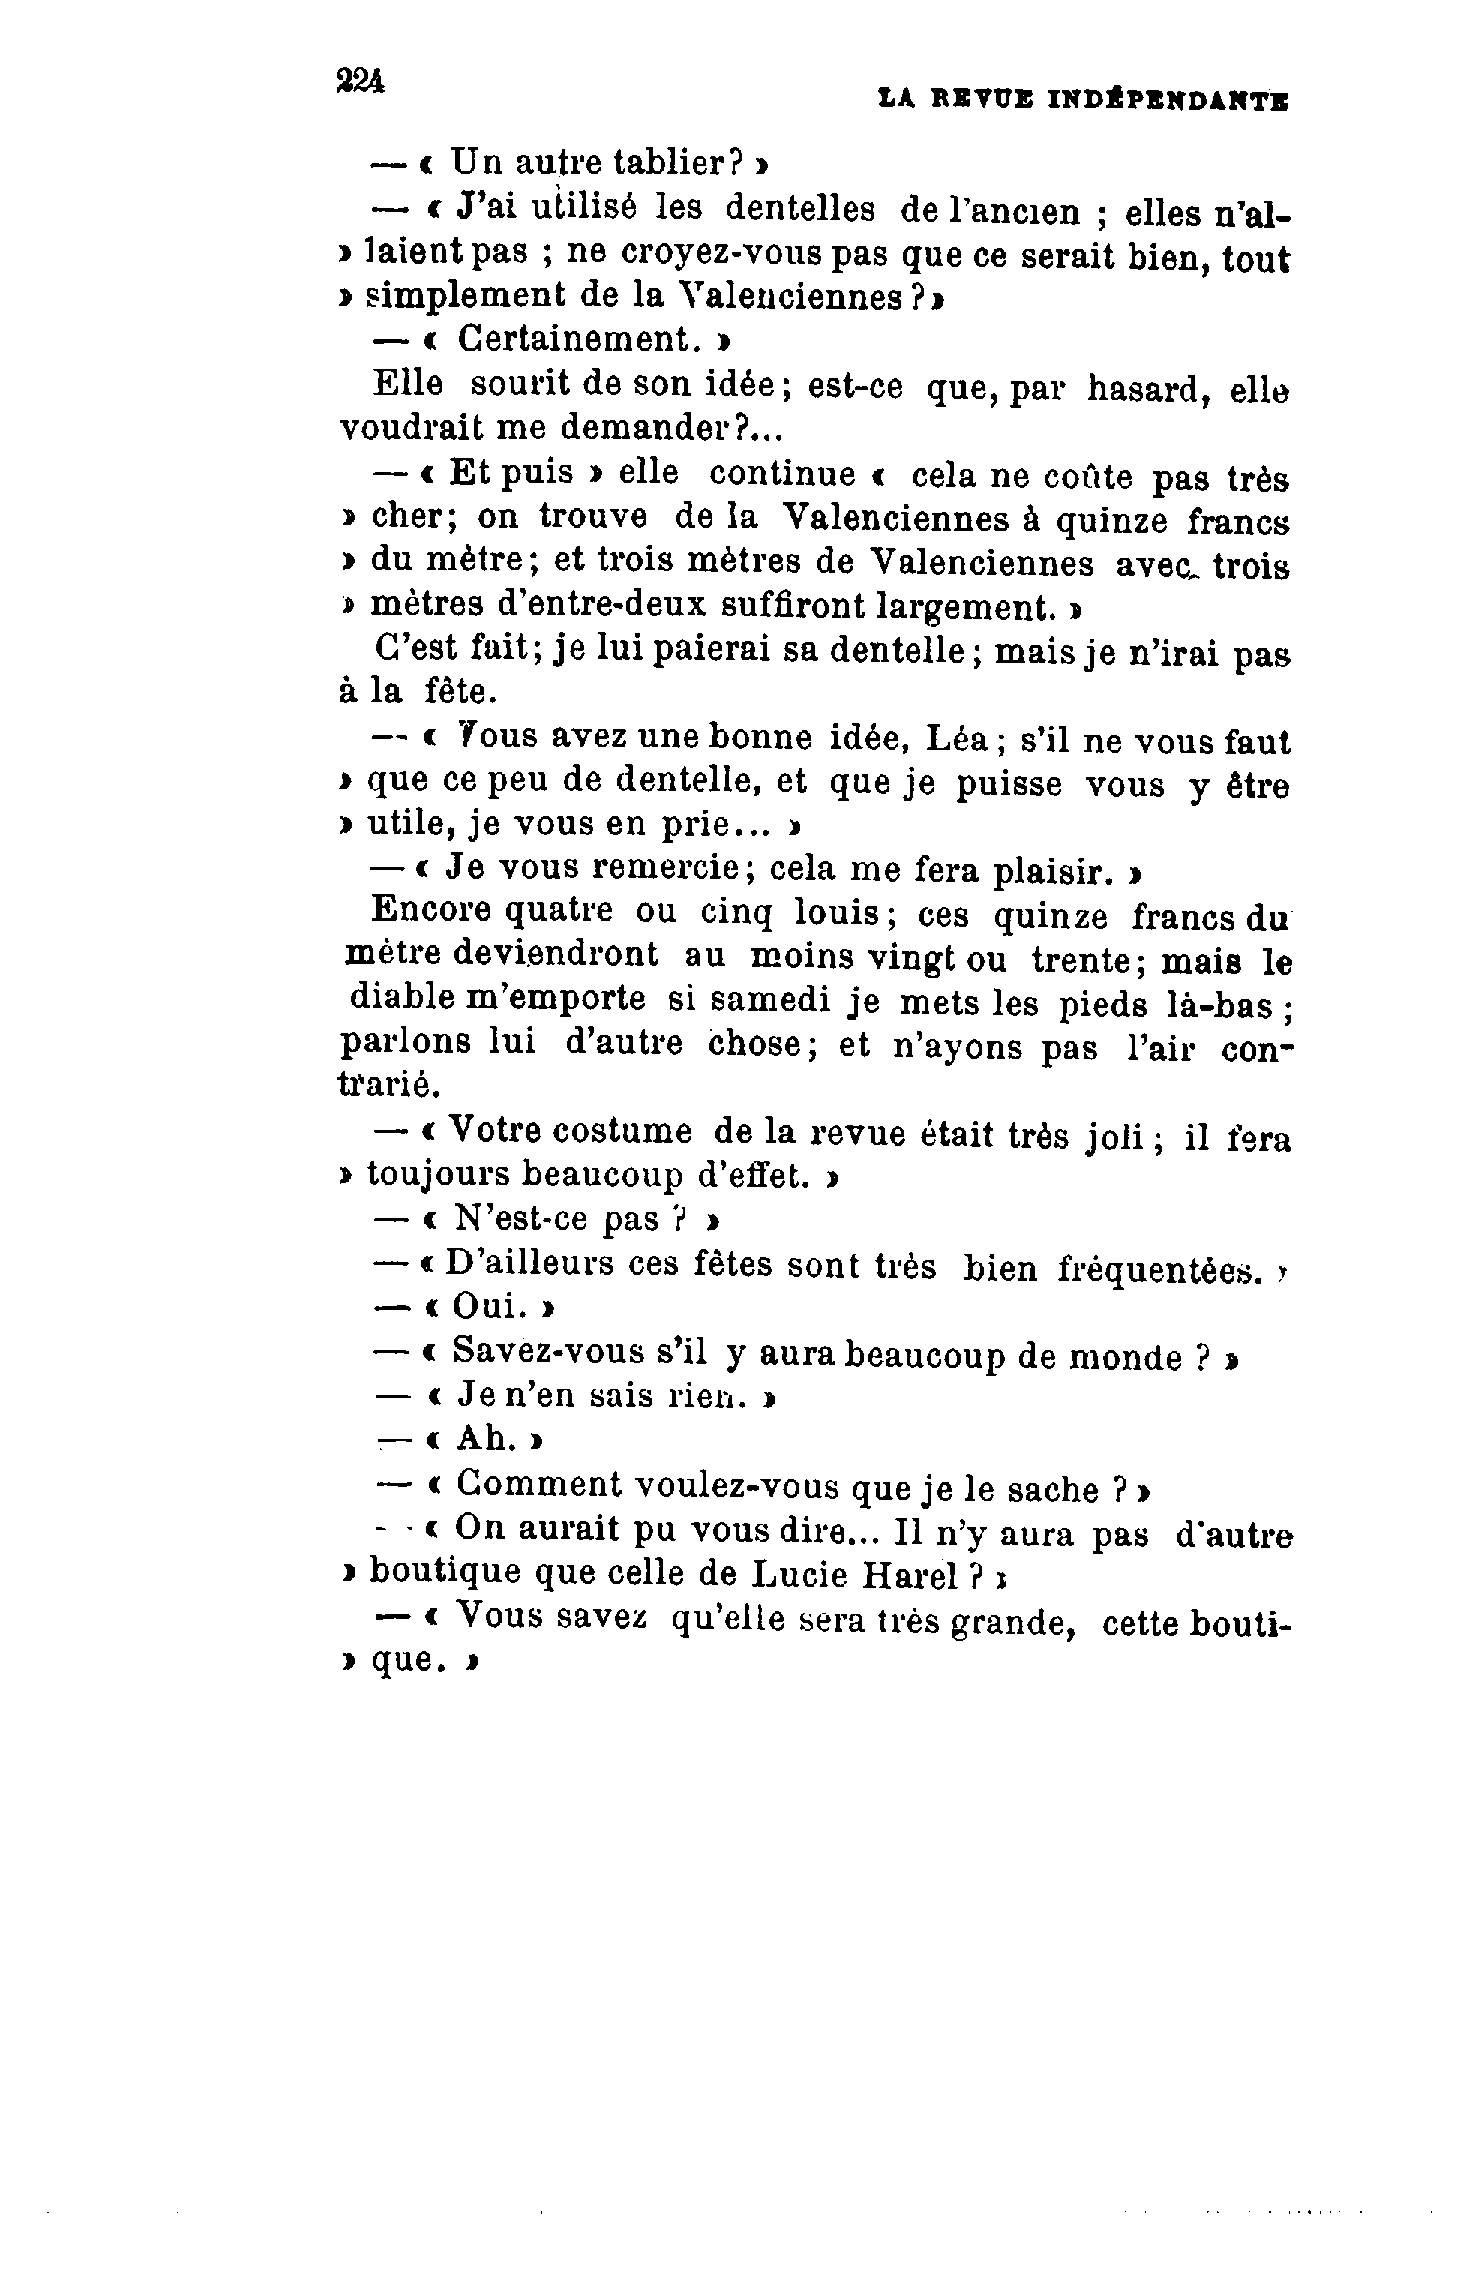 224
LA REVUE INDÉPENDANTE
— « Un autre tablier? »
— « J'ai utilisé les dentelles de l'ancien ; elles n'al-
» laient pas ; ne croyez-vous pas que ce serait bien, tout
» simplement de la Valenciennes ? »
— « Certainement. »
Elle sourit de son idée ; est-ce que, par hasard, elle
voudrait me demander ?...
— « Et puis » elle continue « cela ne coûte pas très
» cher; on trouve de la Valenciennes à quinze francs
» du mètre; et trois mètres de Valenciennes avec trois
» mètres d'entre-deux suffiront largement. »
C'est fait; je lui paierai sa dentelle; mais je n'irai pas
à la fête.
— « Vous avez une bonne idée, Léa ; s'il ne vous faut
» que ce peu de dentelle, et que je puisse vous y être
» utile, je vous en prie... »
— « Je vous remercie; cela me fera plaisir. »
Encore quatre ou cinq louis; ces quinze francs du
mètre deviendront au moins vingt ou trente; mais le
diable m'emporte si samedi je mets les pieds là-bas ;
parlons lui d'autre chose; et n'ayons pas l'air con-
trarié.
— « Votre costume de la revue était très joli ; il fera
» toujours beaucoup d'effet. »
— « N'est-ce pas ? »
— « D'ailleurs ces fêtes sont très bien fréquentées. »
— « Oui. »
— « Savez-vous s'il y aura beaucoup de monde ? »
— « Je n'en sais rien. »
— « Ah. »
— « Comment voulez-vous que je le sache ? »
— « On aurait pu vous dire... Il n'y aura pas d'autre
» boutique que celle de Lucie Harel ? »
— « Vous savez qu'elle sera très grande, cette bouti-
» que. »